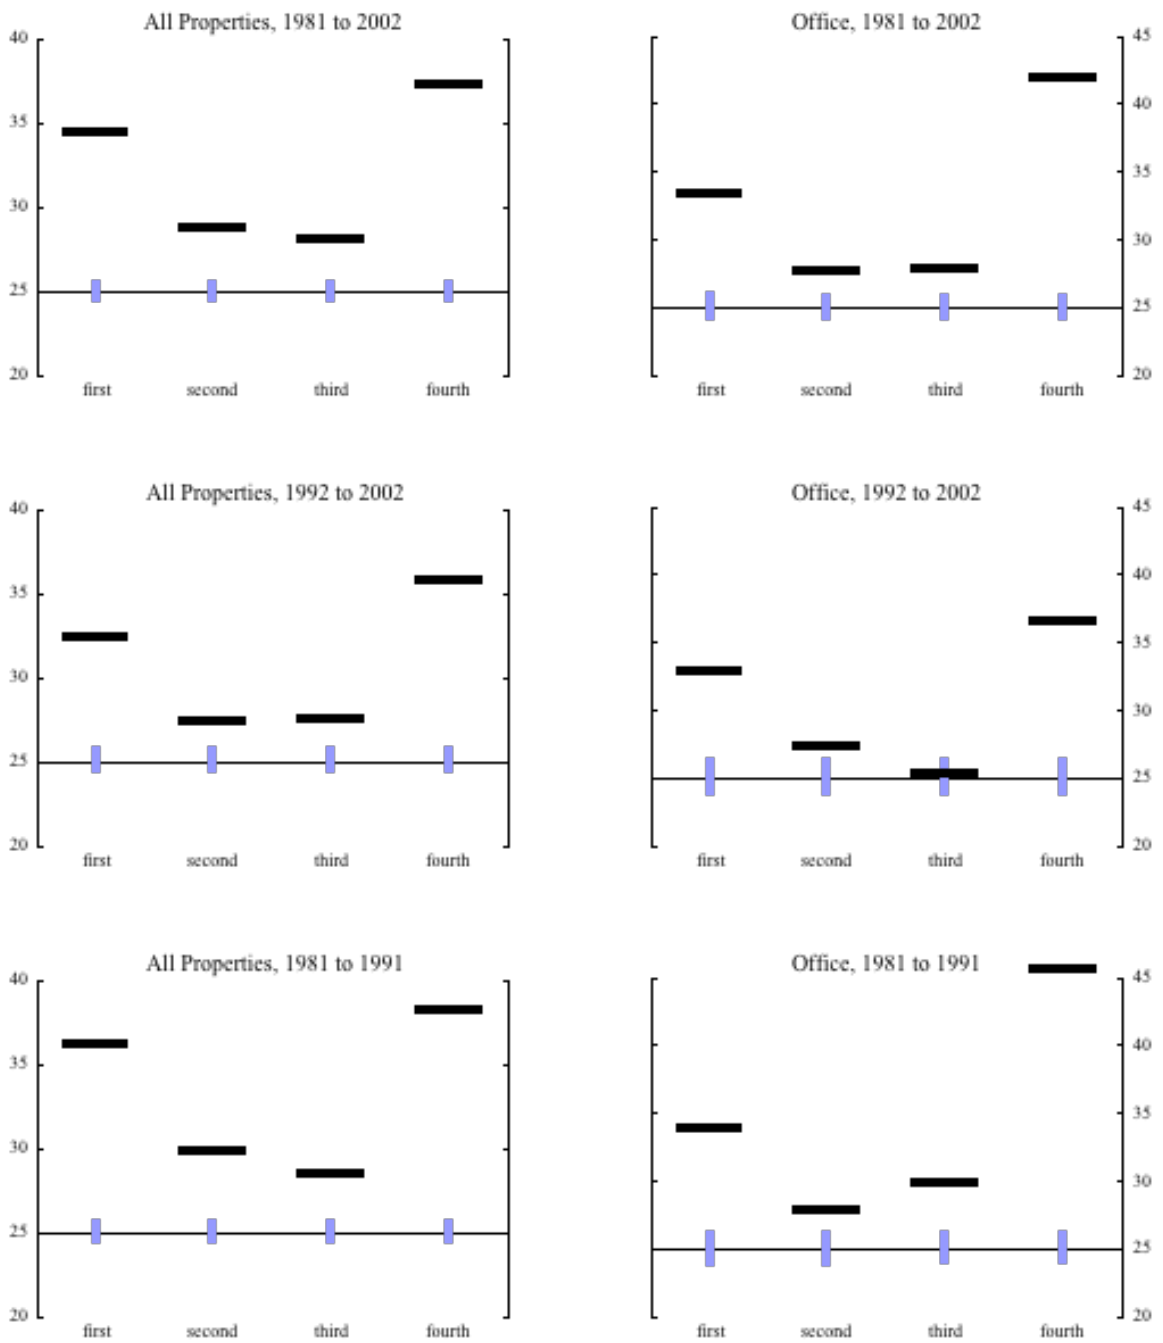 All Properties, 1981 to 2002
40
35
30
25
20
first second third fourth
Office, 1981 to 2002
45
40
35
30
25
20
first second third fourth
All Properties, 1992 to 2002
40
35
30
25
20
first second third fourth
Office, 1992 to 2002
45
40
35
30
25
20
first second third fourth
All Properties, 1981 to 1991
40
35
30
25
20
first second third fourth
Office, 1981 to 1991
45
40
35
30
25
20
first second third fourth